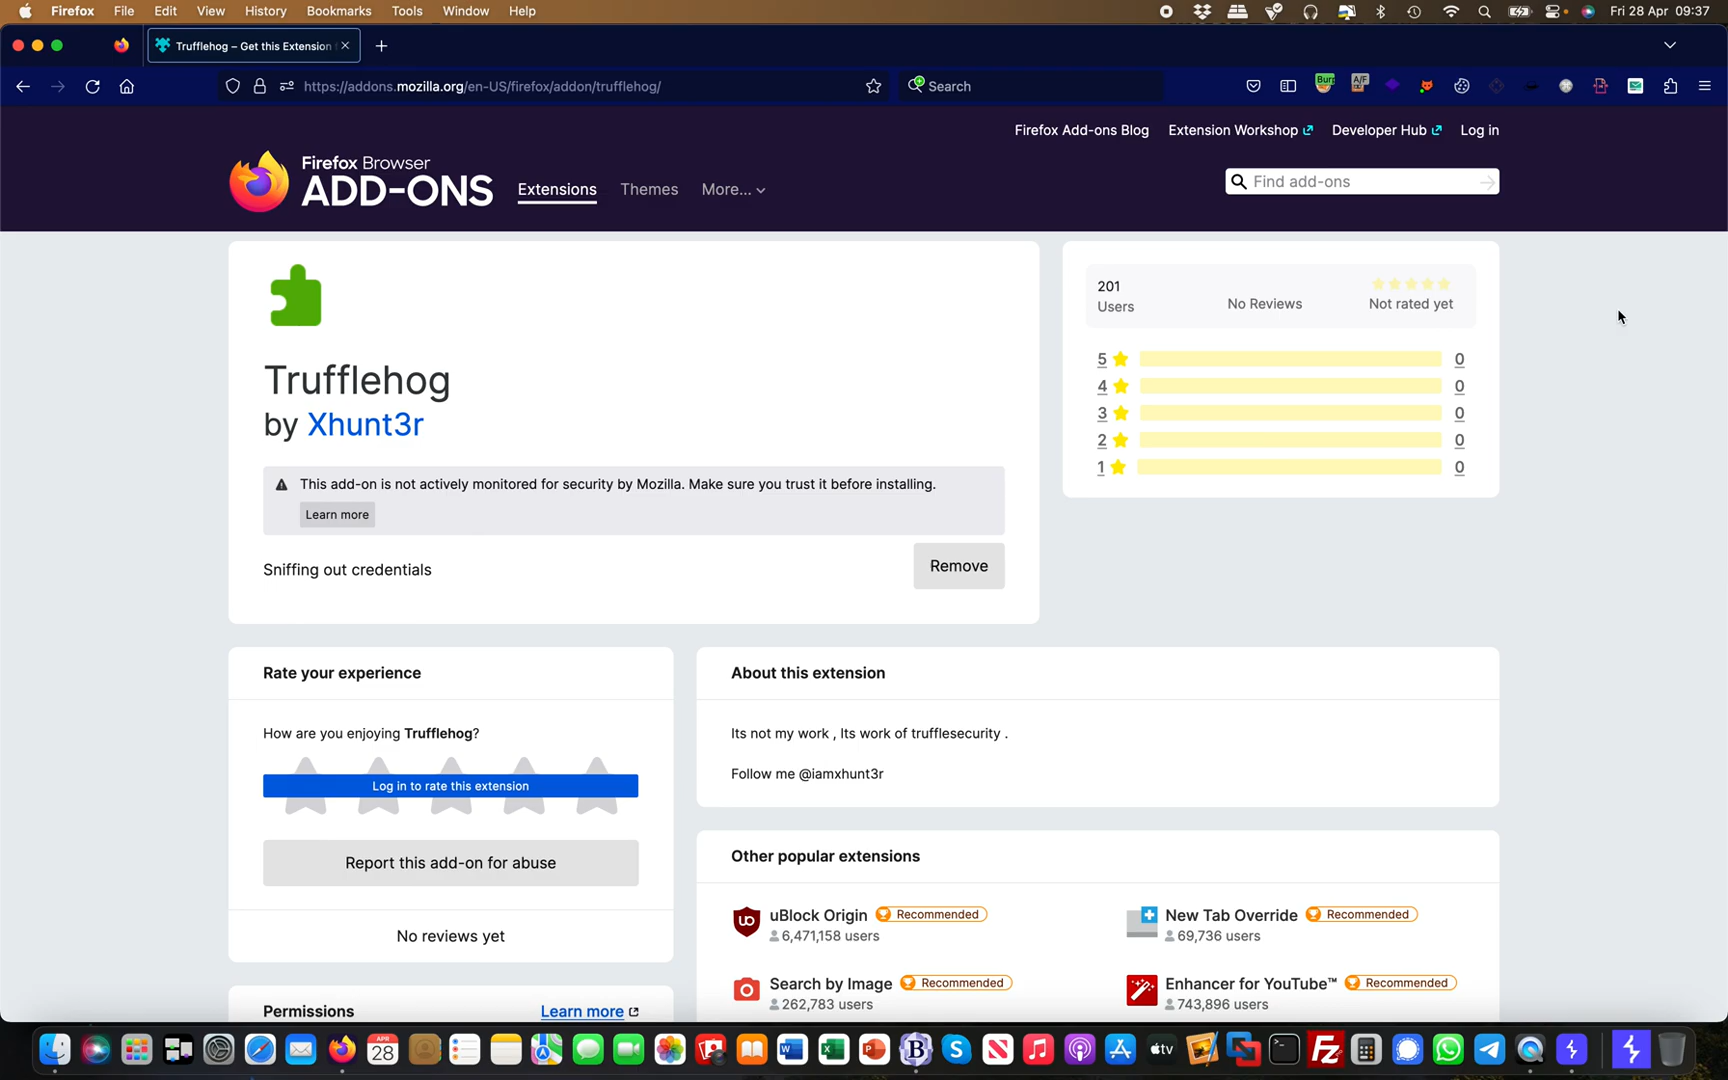 Firefox File Edit View History Bookmarks Tools Window Help Fri 28 Apr 09:37
Trufflehog – Get this Extension
https://addons.mozilla.org/en-US/firefox/addon/trufflehog/ Search
Firefox Add-ons Blog Extension Workshop Developer Hub Log in
Firefox Browser
ADD-ONS
Extensions Themes More... Find add-ons
Trufflehog
by Xhunt3r
This add-on is not actively monitored for security by Mozilla. Make sure you trust it before installing.
Learn more
Sniffing out credentials
Remove
201
Users
No Reviews
Not rated yet
5 0
4 0
3 0
2 0
1 0
Rate your experience
How are you enjoying Trufflehog?
Log in to rate this extension
Report this add-on for abuse
No reviews yet
Permissions Learn more
About this extension
Its not my work , Its work of trufflesecurity .
Follow me @iamxhunt3r
Other popular extensions
uBlock Origin Recommended
6,471,158 users
New Tab Override Recommended
69,736 users
Search by Image Recommended
262,783 users
Enhancer for YouTube™ Recommended
743,896 users
APR
28
tv